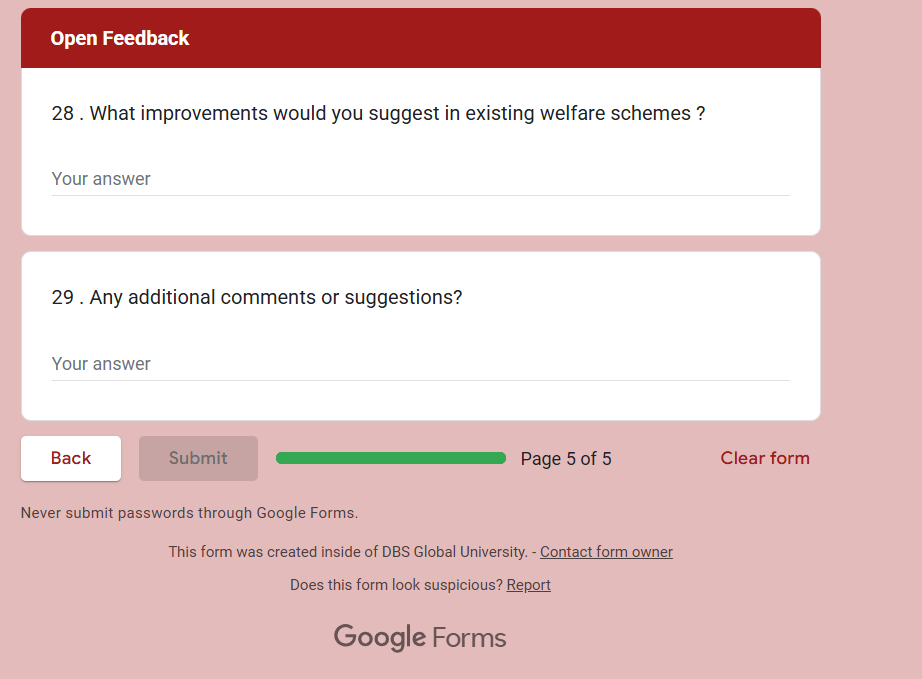 Open Feedback
28 . What improvements would you suggest in existing welfare schemes ?
Your answer
29 . Any additional comments or suggestions?
Your answer
Back
Submit
Page 5 of 5
Clear form
Never submit passwords through Google Forms.
This form was created inside of DBS Global University. - Contact form owner
Does this form look suspicious? Report
Google Forms